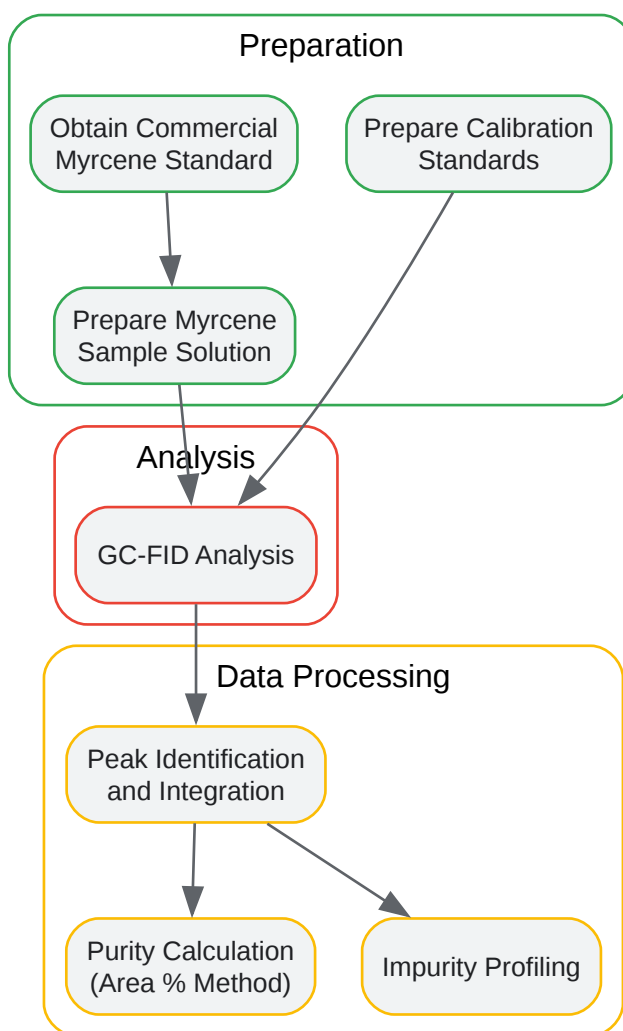 Preparation
Obtain Commercial
Myrcene Standard
Prepare Calibration
Standards
Prepare Myrcene
Sample Solution
Analysis
GC-FID Analysis
Data Processing
Peak Identification
and Integration
Purity Calculation
(Area % Method)
Impurity Profiling